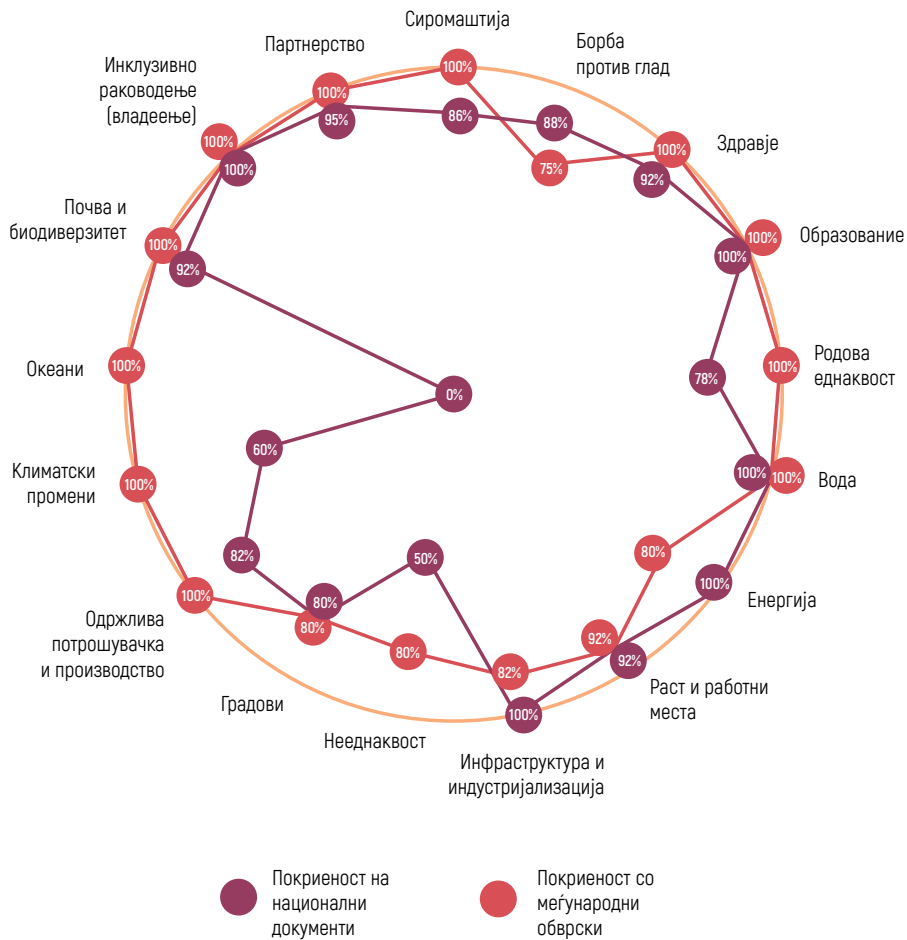 Сиромаштија
Борба
против глад
Здравје
Образование
Родова
еднаквост
Вода
Енергија
Раст и работни
места
Инфраструктура и
индустријализација
Нееднаквост
Градови
Одржлива
потрошувачка
и производство
Климатски
промени
Океани
Почва и
биодиверзитет
Инклузивно
раководење
(владеење)
Партнерство
100%
86%
88%
75%
100%
92%
100%
100%
100%
78%
100%
100%
80%
100%
92%
92%
82%
100%
80%
50%
80%
80%
100%
82%
100%
60%
100%
0%
100%
92%
100%
100%
100%
95%
Покриеност на
национални
документи
Покриеност со
меѓународни
обврски